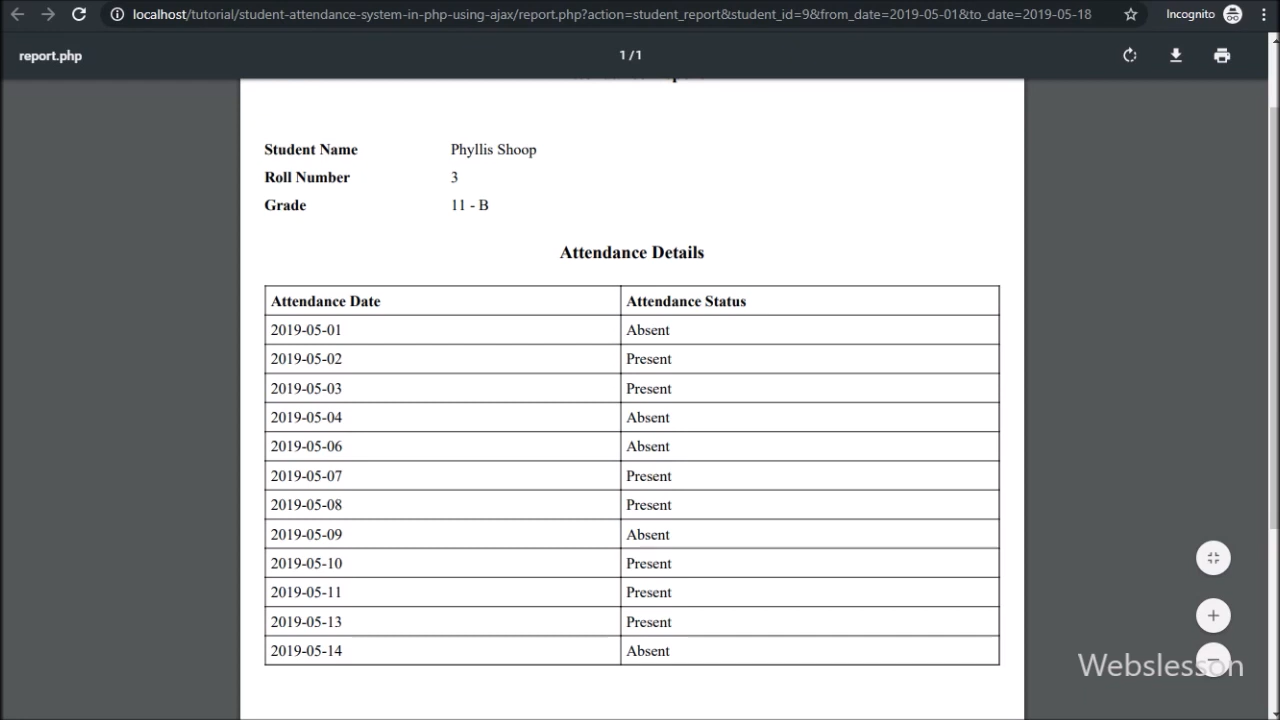 localhost/tutorial/student-attendance-system-in-php-using-ajax/report.php?action=student_report&student_id=9&from_date=2019-05-01&to_date=2019-05-18 Incognito
report.php 1/1
Student Name Phyllis Shoop
Roll Number 3
Grade 11 - B
Attendance Details
Attendance Date Attendance Status
2019-05-01 Absent
2019-05-02 Present
2019-05-03 Present
2019-05-04 Absent
2019-05-06 Absent
2019-05-07 Present
2019-05-08 Present
2019-05-09 Absent
2019-05-10 Present
2019-05-11 Present
2019-05-13 Present
2019-05-14 Absent
Webslesson